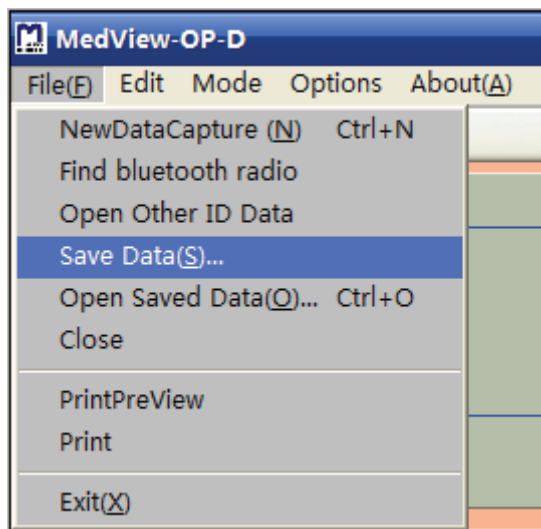 MedView-OP-D
File(F) Edit Mode Options About(A)
NewDataCapture (N) Ctrl+N
Find bluetooth radio
Open Other ID Data
Save Data(S)...
Open Saved Data(O)... Ctrl+O
Close
PrintPreView
Print
Exit(X)